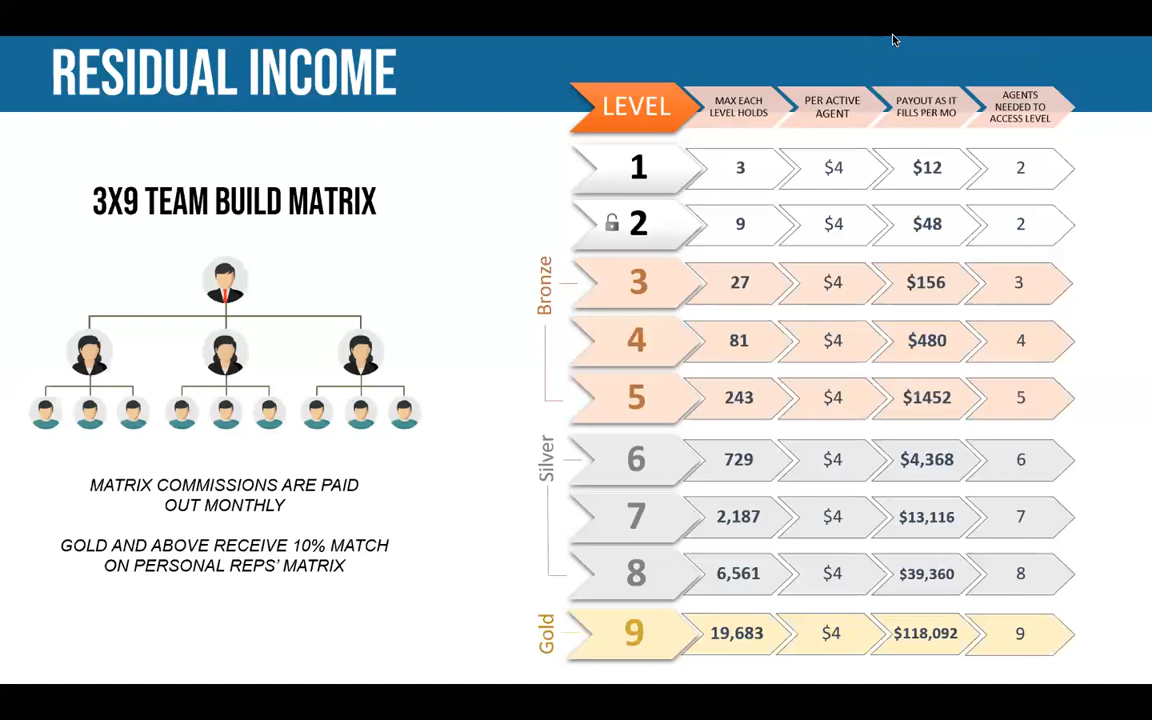 RESIDUAL INCOME
3X9 TEAM BUILD MATRIX
MATRIX COMMISSIONS ARE PAID
OUT MONTHLY
GOLD AND ABOVE RECEIVE 10% MATCH
ON PERSONAL REPS' MATRIX
LEVEL
MAX EACH
LEVEL HOLDS
PER ACTIVE
AGENT
PAYOUT AS IT
FILLS PER MO
AGENTS
NEEDED TO
ACCESS LEVEL
1 3 $4 $12 2
2 9 $4 $48 2
Bronze
3 27 $4 $156 3
4 81 $4 $480 4
5 243 $4 $1452 5
Silver
6 729 $4 $4,368 6
7 2,187 $4 $13,116 7
8 6,561 $4 $39,360 8
Gold
9 19,683 $4 $118,092 9